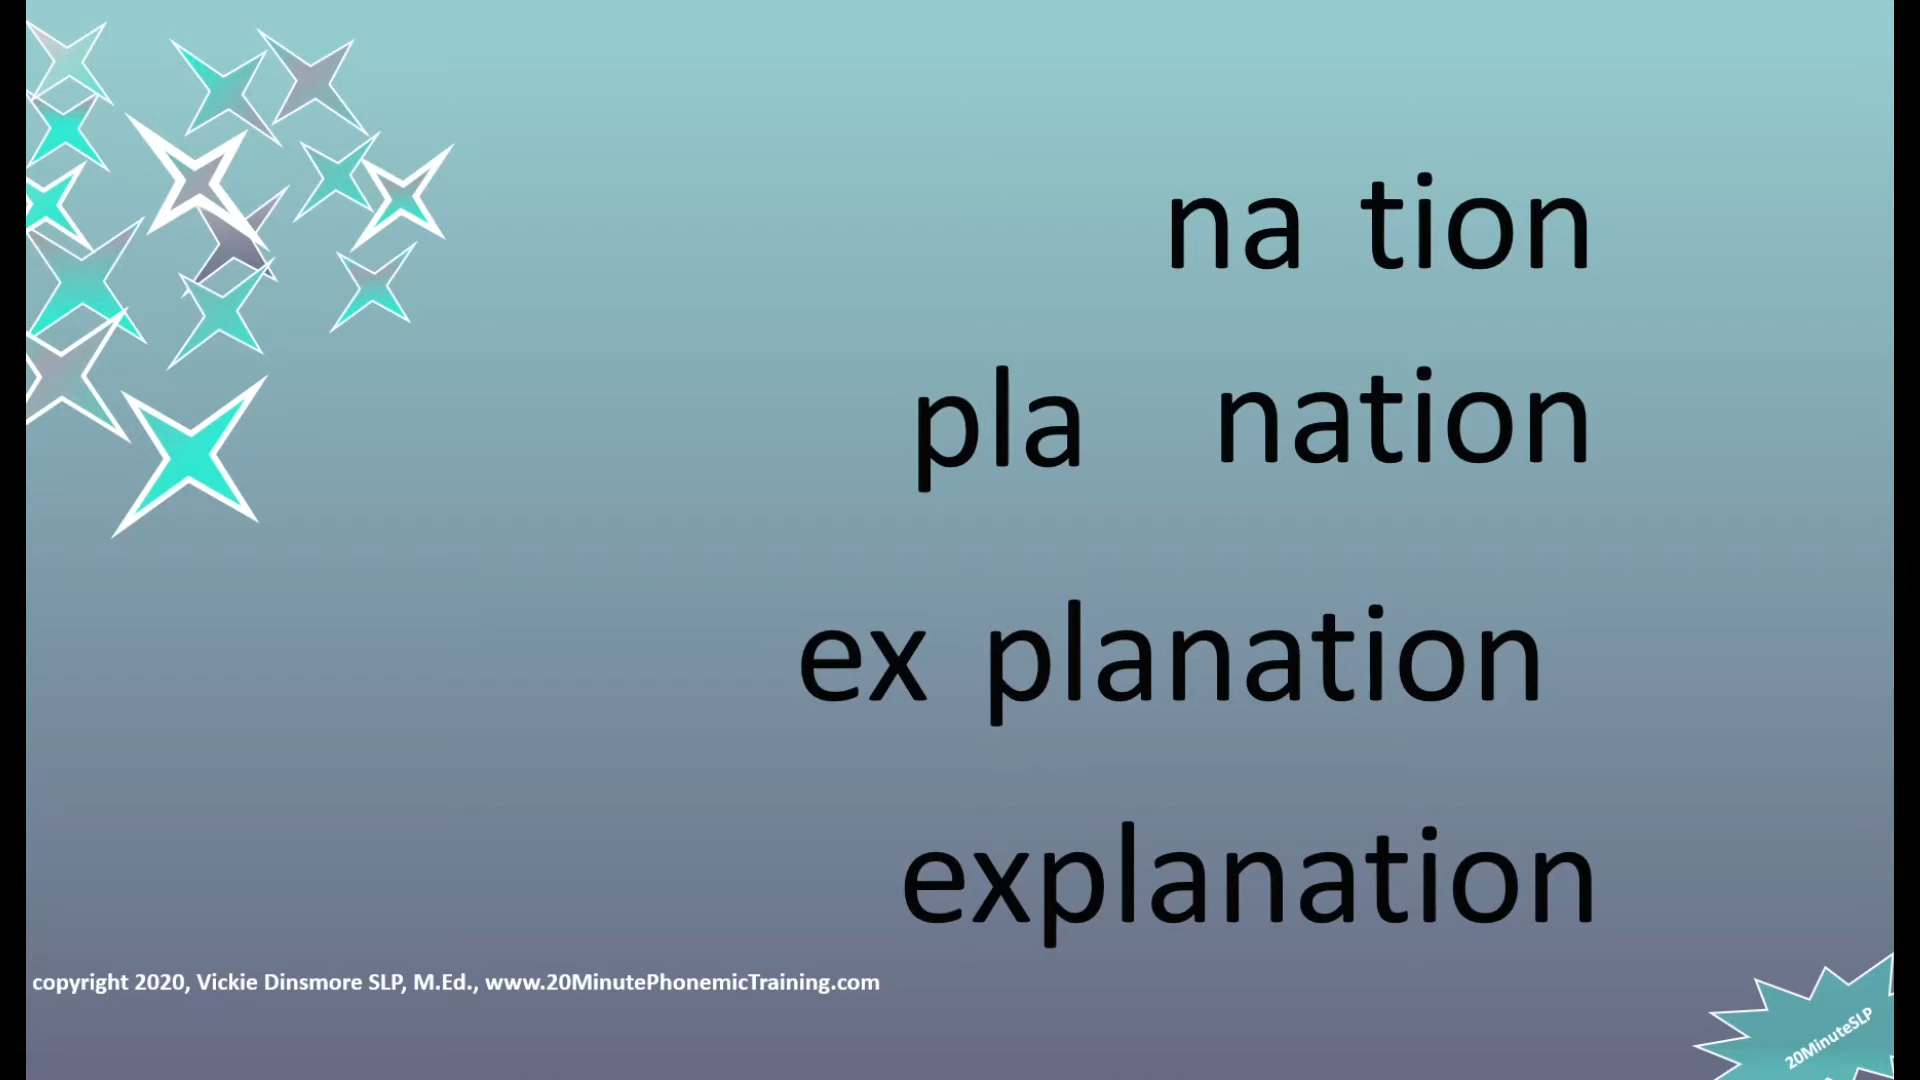 na tion
pla nation
ex planation
explanation
copyright 2020, Vickie Dinsmore SLP, M.Ed., www.20MinutePhonemicTraining.com
20MinuteSLP